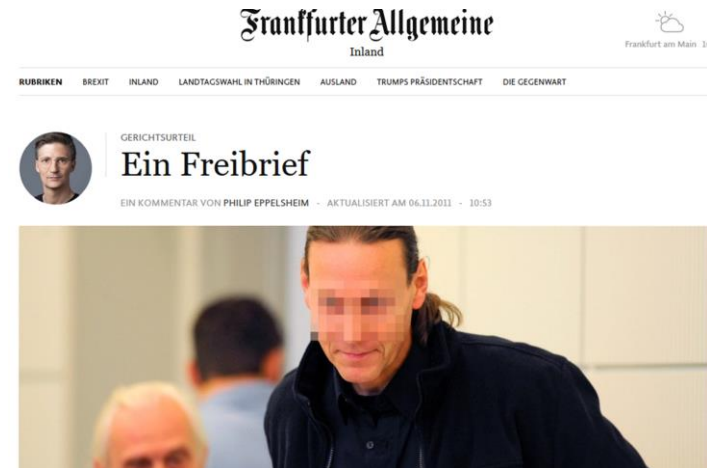 Frankfurter Allgemeine
Inland
Frankfurt am Main
RUBRIKEN BREXIT INLAND LANDTAGSWAHL IN THÜRINGEN AUSLAND TRUMPS PRÄSIDENTSCHAFT DIE GEGENWART
GERICHTSURTEIL
Ein Freibrief
EIN KOMMENTAR VON PHILIP EPPELSHEIM - AKTUALISIERT AM 06.11.2011 - 10:53